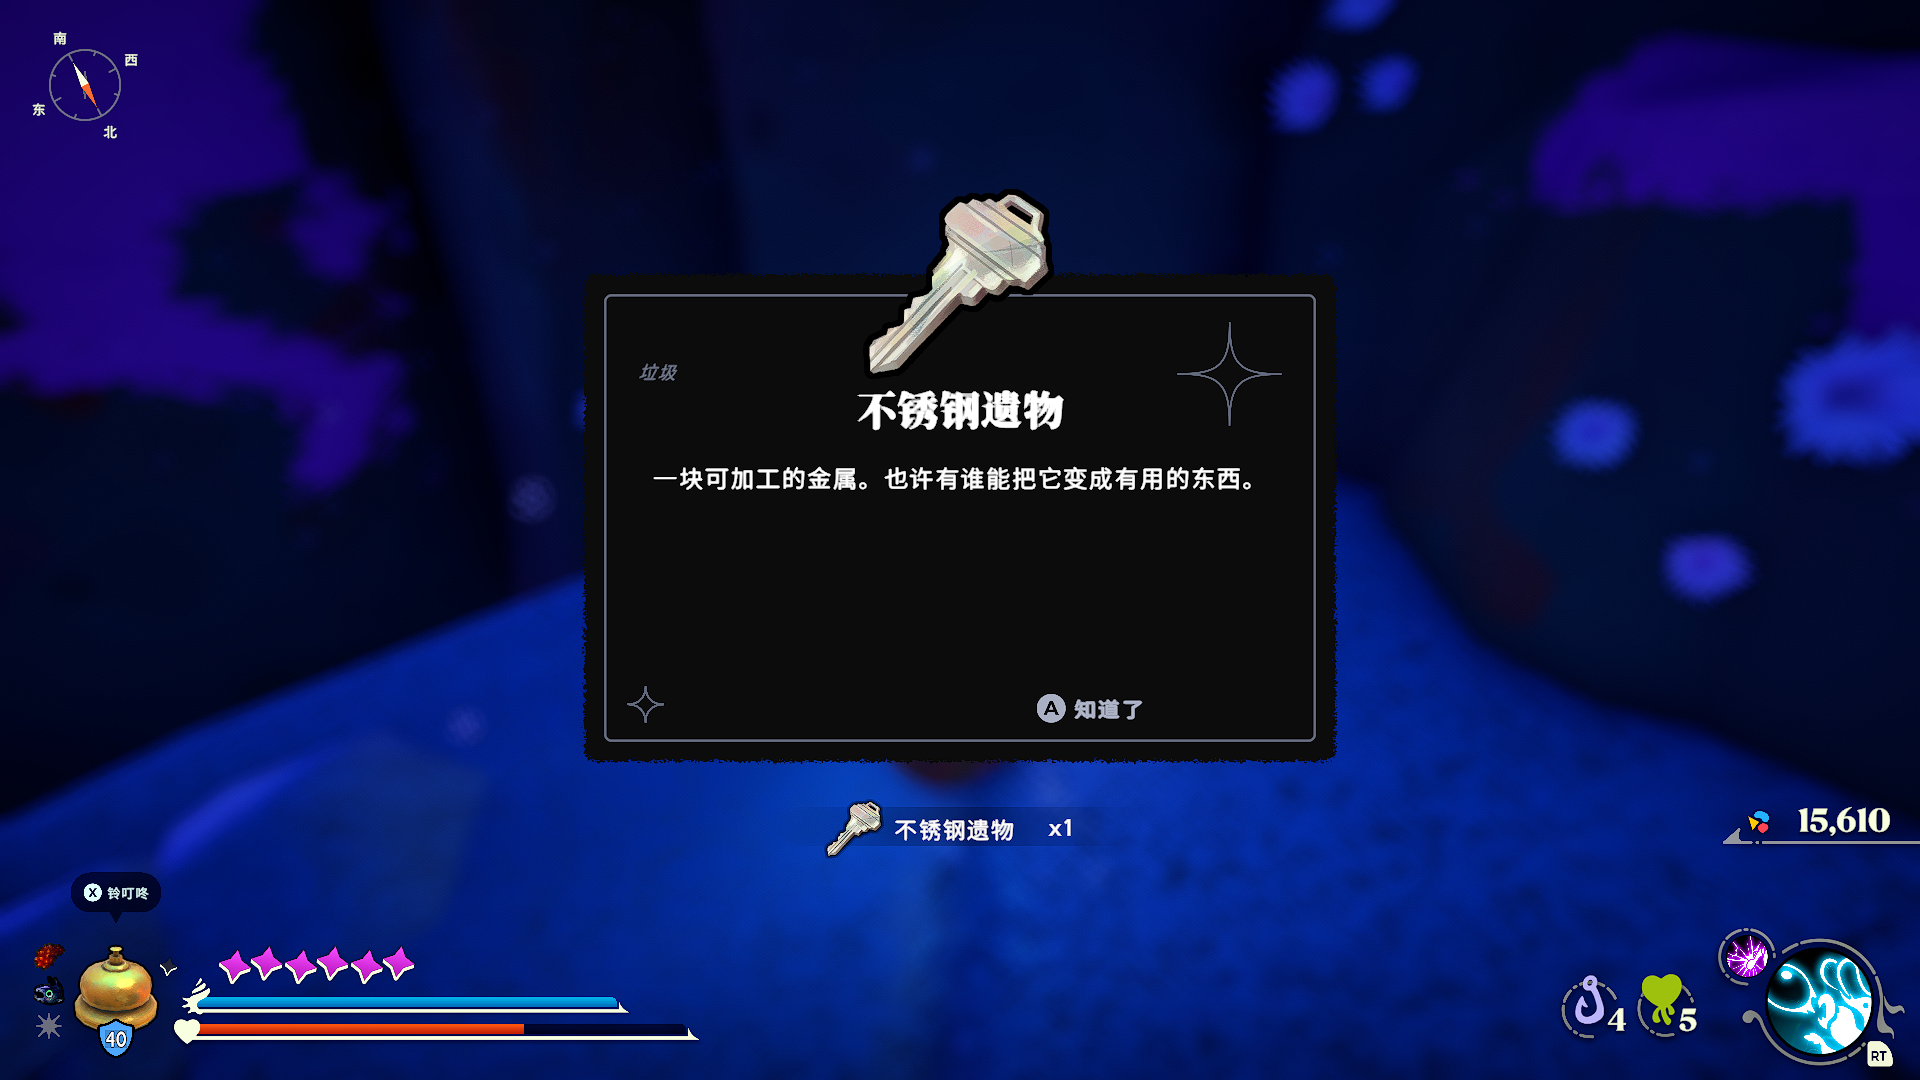 南
西
东
北
垃圾
不锈钢遗物
一块可加工的金属。也许有谁能把它变成有用的东西。
A 知道了
不锈钢遗物 x1
15,610
X 铃叮咚
40
4
5
RT